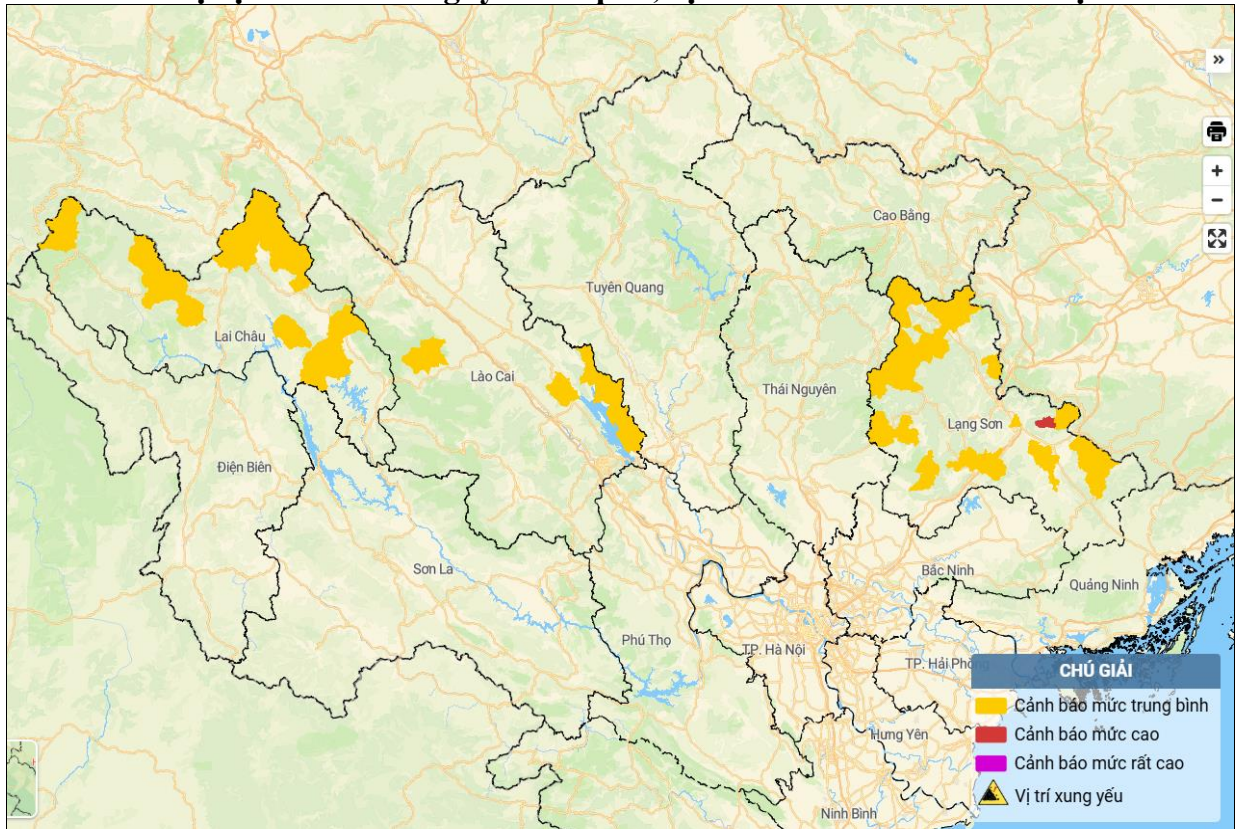 Cao Bằng
Tuyên Quang
Lai Châu
Lào Cai
Thái Nguyên
Lạng Sơn
Điện Biên
Sơn La
Bắc Ninh
Quảng Ninh
Phú Thọ
TP. Hà Nội
TP. Hải Phòng
Hưng Yên
Ninh Bình
»
+
−
CHÚ GIẢI
Cảnh báo mức trung bình
Cảnh báo mức cao
Cảnh báo mức rất cao
Vị trí xung yếu